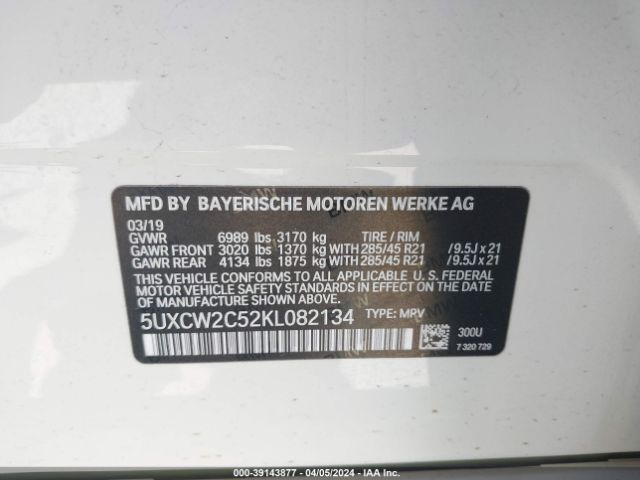 MFD BY BAYERISCHE MOTOREN WERKE AG
03/19
GVWR 6989 lbs 3170 kg TIRE / RIM
GAWR FRONT 3020 lbs 1370 kg WITH 285/45 R21 /9.5J x 21
GAWR REAR 4134 lbs 1875 kg WITH 285/45 R21 /9.5J x 21
THIS VEHICLE CONFORMS TO ALL APPLICABLE U. S. FEDERAL
MOTOR VEHICLE SAFETY STANDARDS IN EFFECT ON THE DATE
OF MANUFACTURE SHOWN ABOVE.
5UXCW2C52KL082134 TYPE: MPV
300U
7 320 729
COPART: 39143877 / 04/05/2024 - IAA Inc.